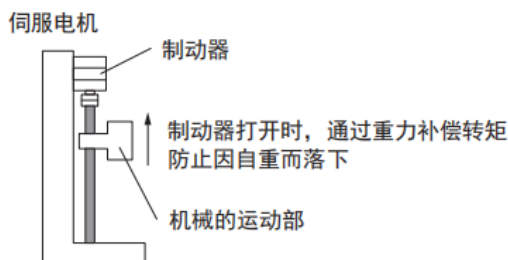 伺服电机
制动器
制动器打开时，通过重力补偿转矩
防止因自重而落下
机械的运动部